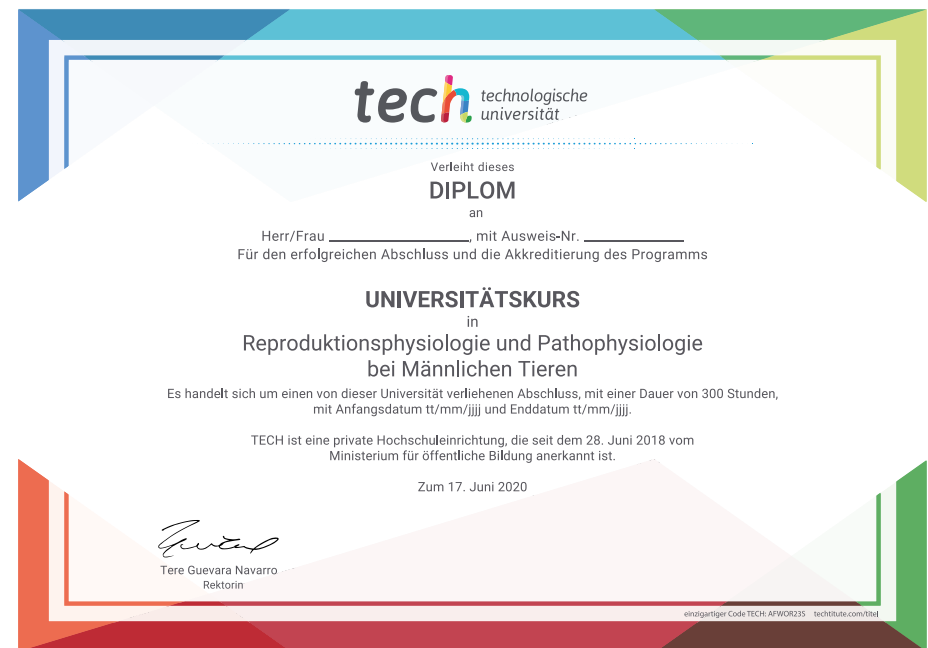 tech technologische
universität
Verleiht dieses
DIPLOM
an
Herr/Frau ____________, mit Ausweis-Nr. ____________
Für den erfolgreichen Abschluss und die Akkreditierung des Programms
UNIVERSITÄTSKURS
in
Reproduktionsphysiologie und Pathophysiologie
bei Männlichen Tieren
Es handelt sich um einen von dieser Universität verliehenen Abschluss, mit einer Dauer von 300 Stunden,
mit Anfangsdatum tt/mm/jjjj und Enddatum tt/mm/jjjj.
TECH ist eine private Hochschuleinrichtung, die seit dem 28. Juni 2018 vom
Ministerium für öffentliche Bildung anerkannt ist.
Zum 17. Juni 2020
Tere Guevara Navarro
Rektorin
einzigartiger Code TECH: AFWOR23S techtitute.com/titel